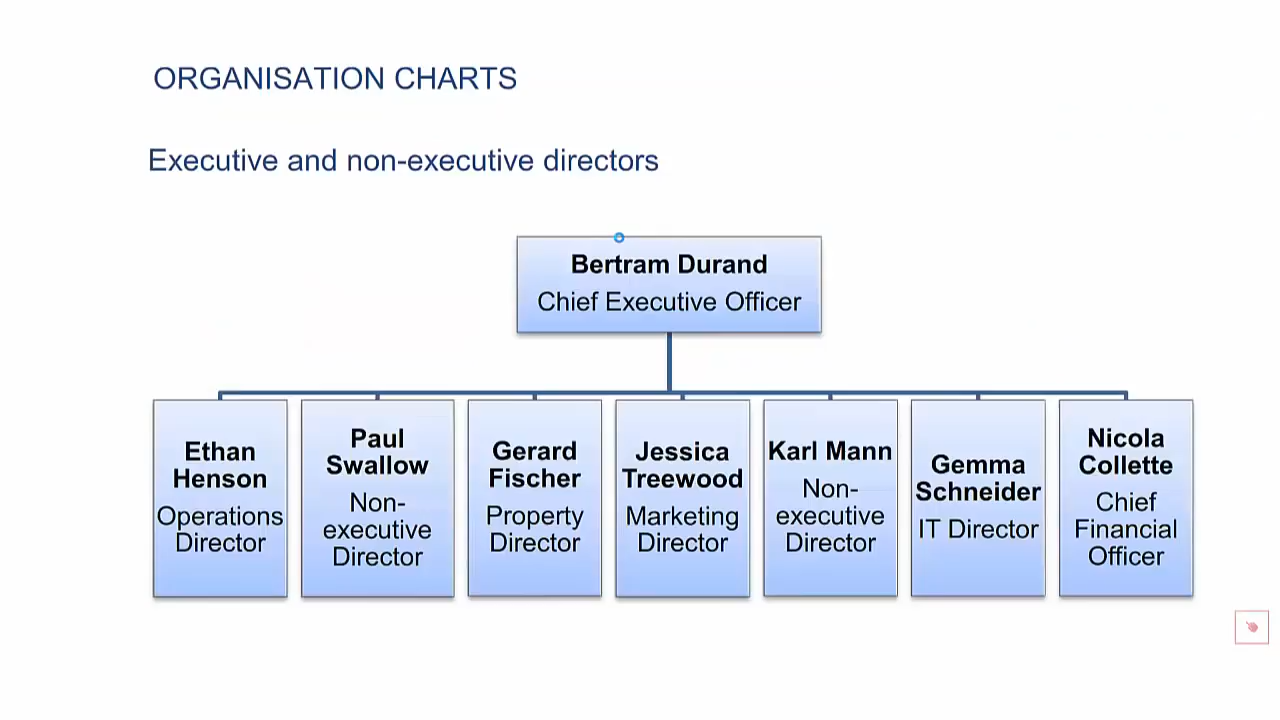 ORGANISATION CHARTS
Executive and non-executive directors
Bertram Durand
Chief Executive Officer
Ethan
Henson
Operations
Director
Paul
Swallow
Non-
executive
Director
Gerard
Fischer
Property
Director
Jessica
Treewood
Marketing
Director
Karl Mann
Non-
executive
Director
Gemma
Schneider
IT Director
Nicola
Collette
Chief
Financial
Officer